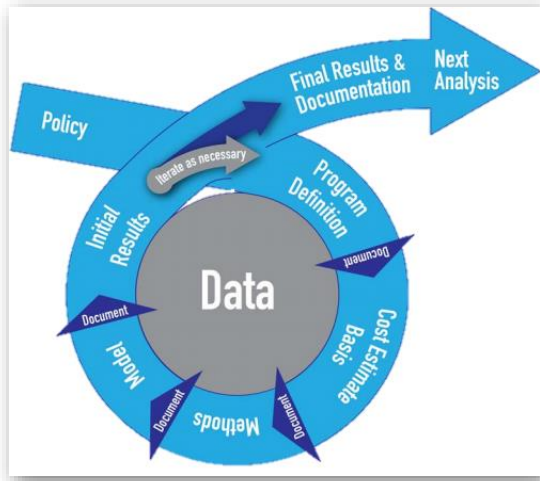 Policy
Iterate as necessary
Final Results &
Documentation
Next
Analysis
Program
Definition
Document
Cost Estimate
Basis
Document
Methods
Document
Model
Document
Initial
Results
Data